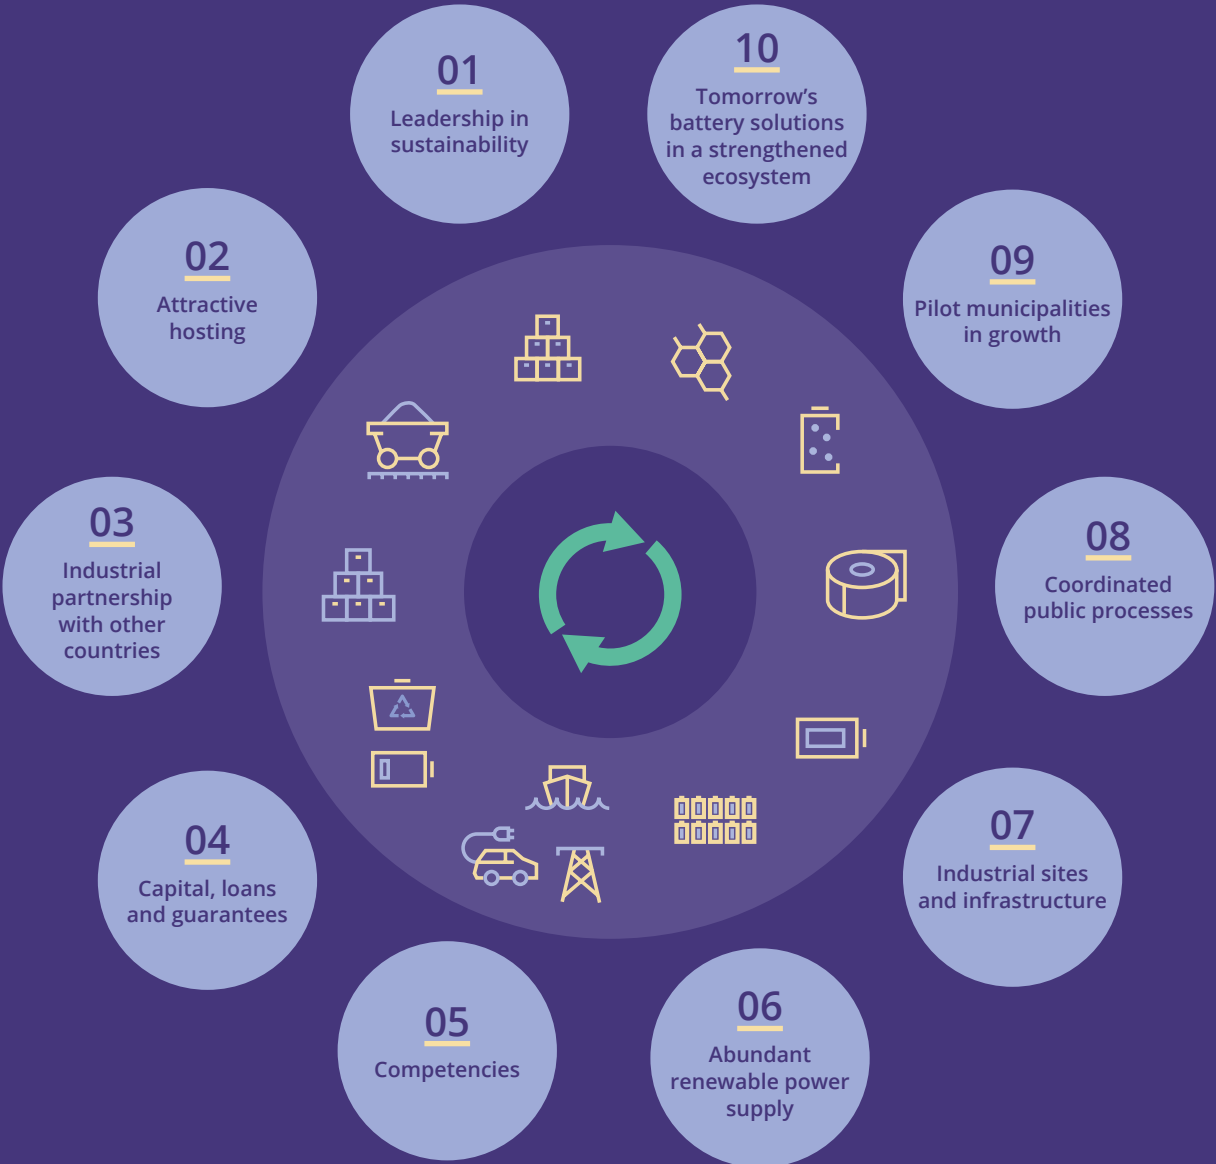 01
Leadership in
sustainability
02
Attractive
hosting
03
Industrial
partnership
with other
countries
04
Capital, loans
and guarantees
05
Competencies
06
Abundant
renewable power
supply
07
Industrial sites
and infrastructure
08
Coordinated
public processes
09
Pilot municipalities
in growth
10
Tomorrow’s
battery solutions
in a strengthened
ecosystem